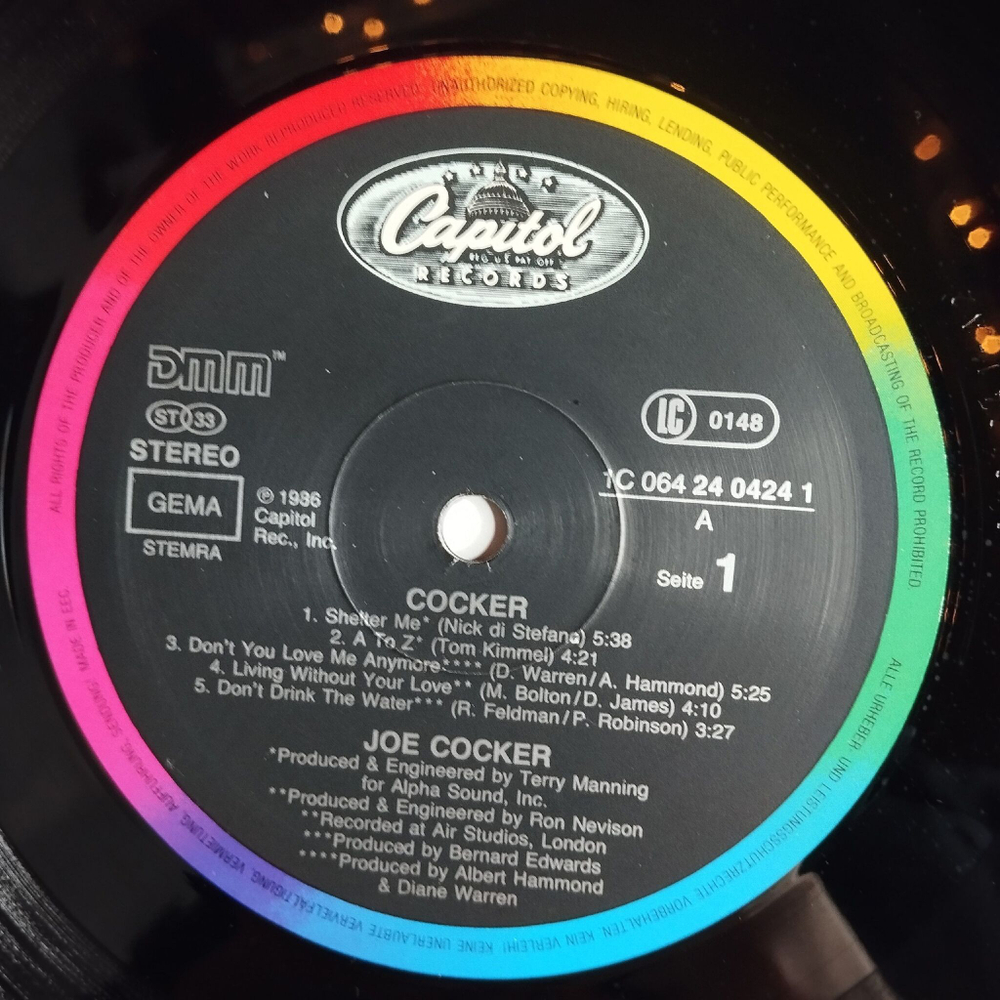 ALL RIGHTS OF THE PRODUCER AND OF THE OWNER OF THE WORK REPRODUCED RESERVED. UNAUTHORIZED COPYING, HIRING, LENDING, PUBLIC PERFORMANCE AND BROADCASTING OF THE RECORD PROHIBITED.
Capitol
RECORDS
DMM™
ST 33
STEREO
GEMA
STEMRA
℗ 1986
Capitol
Rec., Inc.
LC 0148
1C 064 24 0424 1
A
Seite 1
COCKER
1. Shelter Me* (Nick di Stefano) 5:38
2. A To Z* (Tom Kimmel) 4:21
3. Don't You Love Me Anymore**** (D. Warren/A. Hammond) 5:25
4. Living Without Your Love** (M. Bolton/D. James) 4:10
5. Don't Drink The Water*** (R. Feldman/P. Robinson) 3:27
JOE COCKER
*Produced & Engineered by Terry Manning
for Alpha Sound, Inc.
**Produced & Engineered by Ron Nevison
**Recorded at Air Studios, London
***Produced by Bernard Edwards
****Produced by Albert Hammond
& Diane Warren
ALLE URHEBER- UND LEISTUNGSSCHUTZRECHTE VORBEHALTEN. KEIN VERLEIH! KEINE UNERLAUBTE VERVIELFÄLTIGUNG, VERMIETUNG, AUFFÜHRUNG, SENDUNG! MADE IN EEC